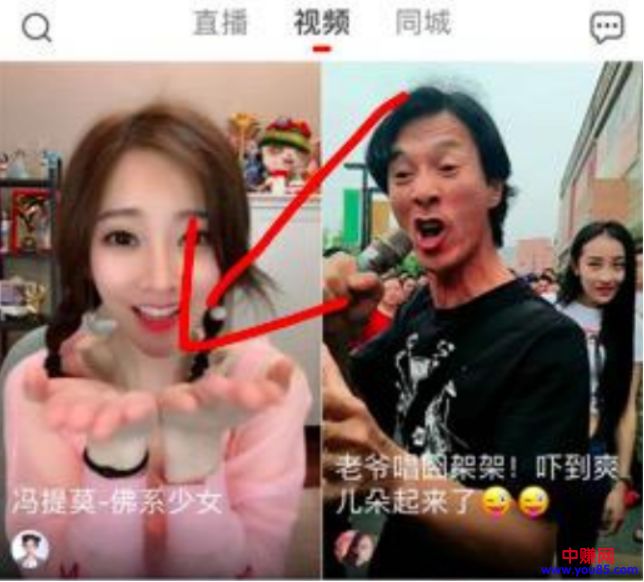 直播 视频 同城
冯提莫-佛系少女
老爷唱囧架架！吓到爽
儿朵起来了😜😜
中赚网
www.you85.com